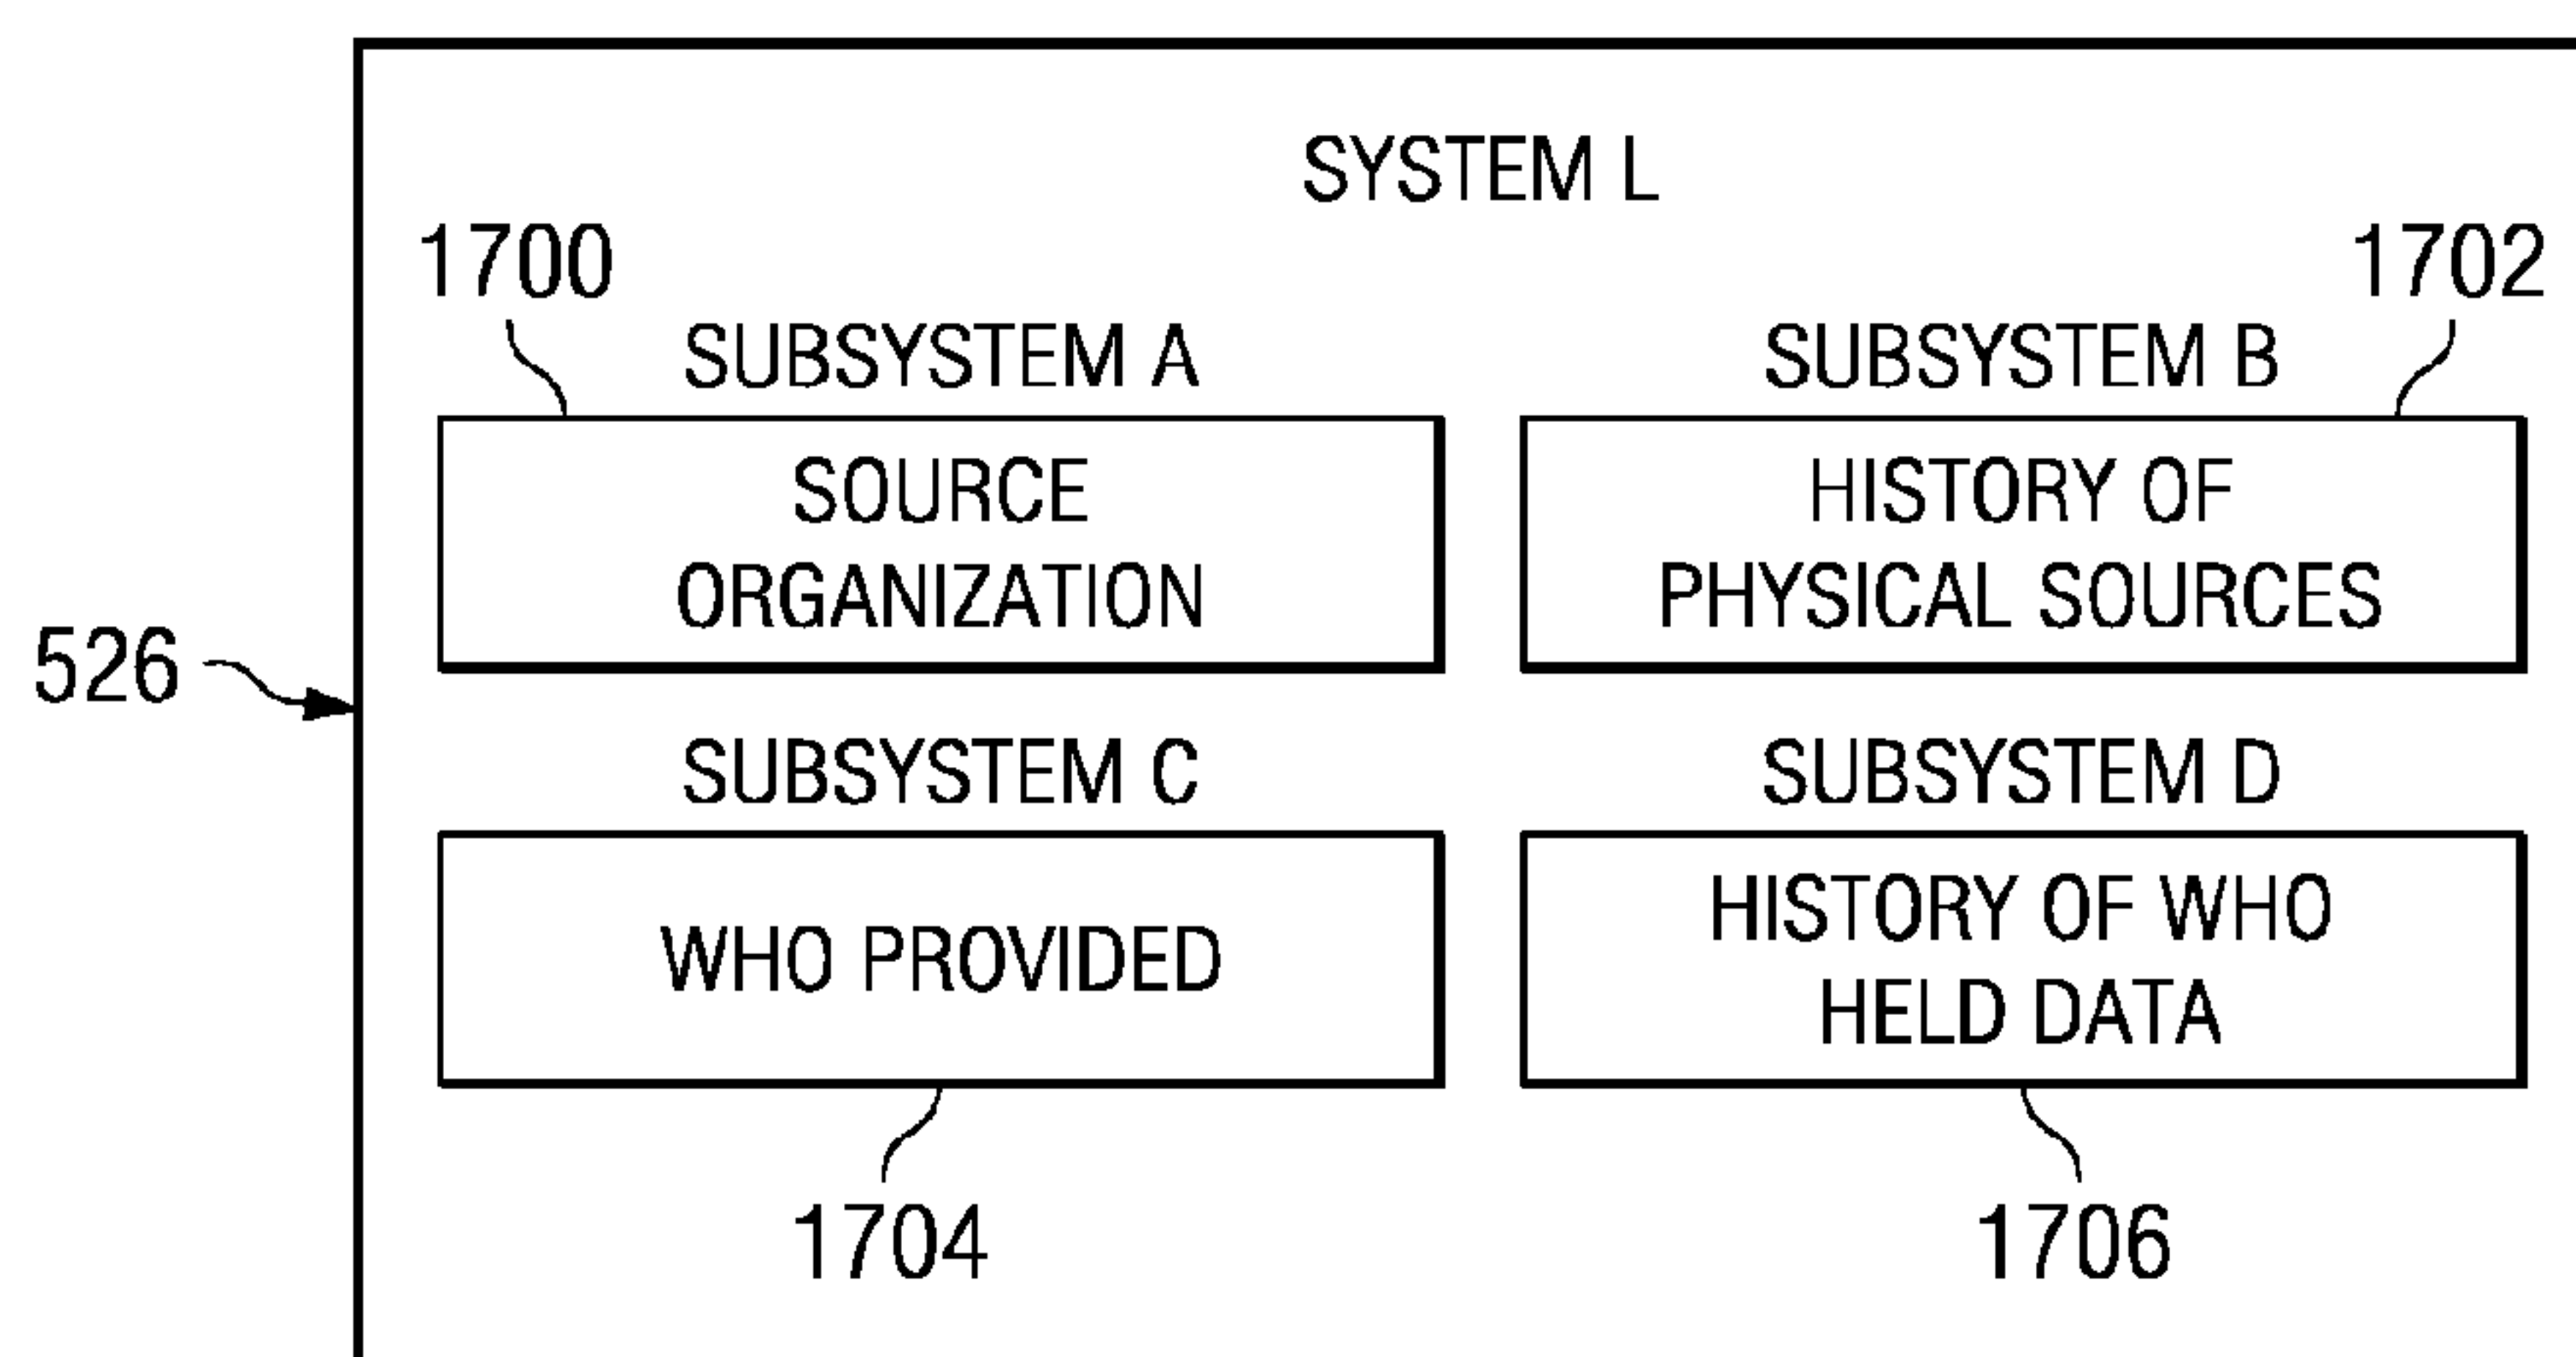 SYSTEM L
1700
1702
SUBSYSTEM A
SUBSYSTEM B
SOURCE
ORGANIZATION
HISTORY OF
PHYSICAL SOURCES
526
SUBSYSTEM C
SUBSYSTEM D
WHO PROVIDED
HISTORY OF WHO
HELD DATA
1704
1706